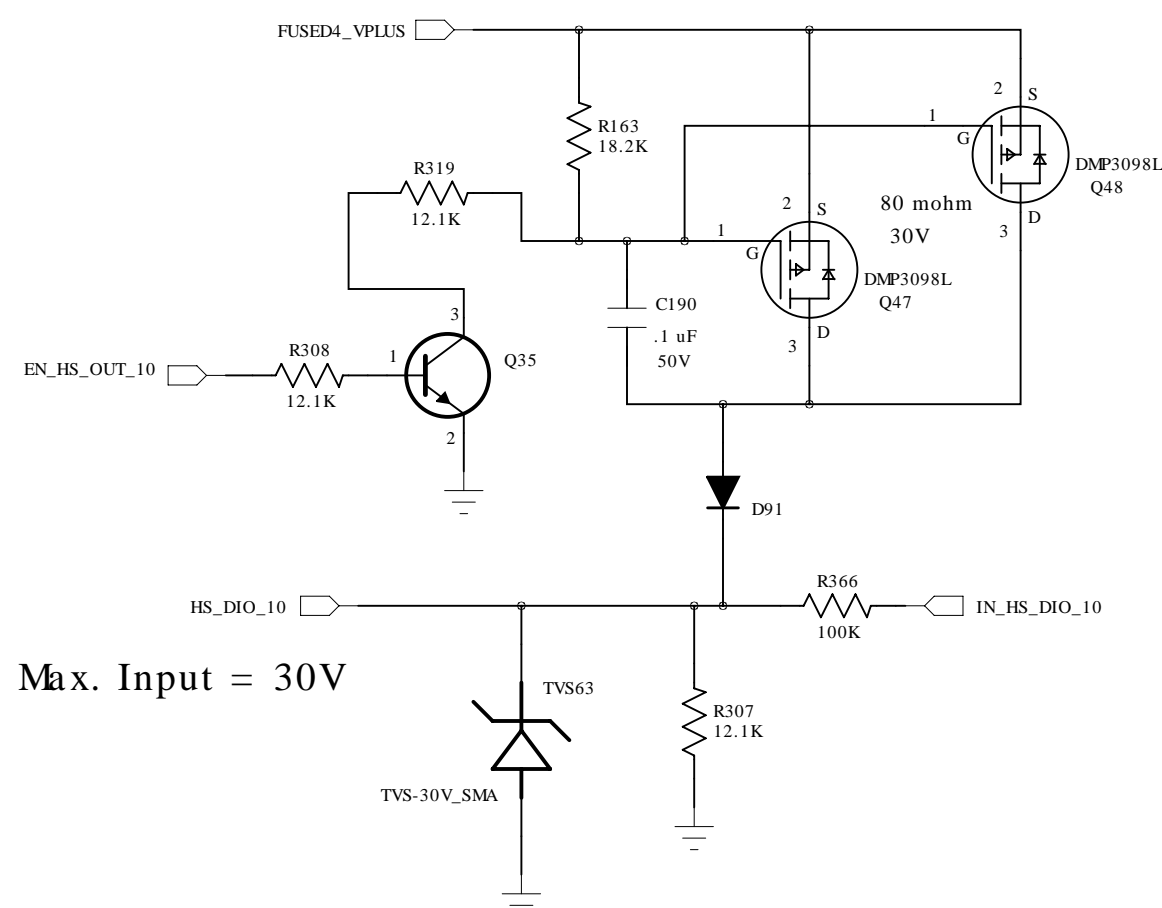 FUSED4_VPLUS
2
S
1
G
R163
18.2K
DMP3098L
Q48
R319
12.1K
2
S
80 mohm
30V
D
3
1
G
DMP3098L
Q47
C190
.1 uF
50V
D
3
3
R308
1
Q35
EN_HS_OUT_10
12.1K
2
D91
R366
HS_DIO_10
IN_HS_DIO_10
100K
Max. Input = 30V
TVS63
R307
12.1K
TVS-30V_SMA